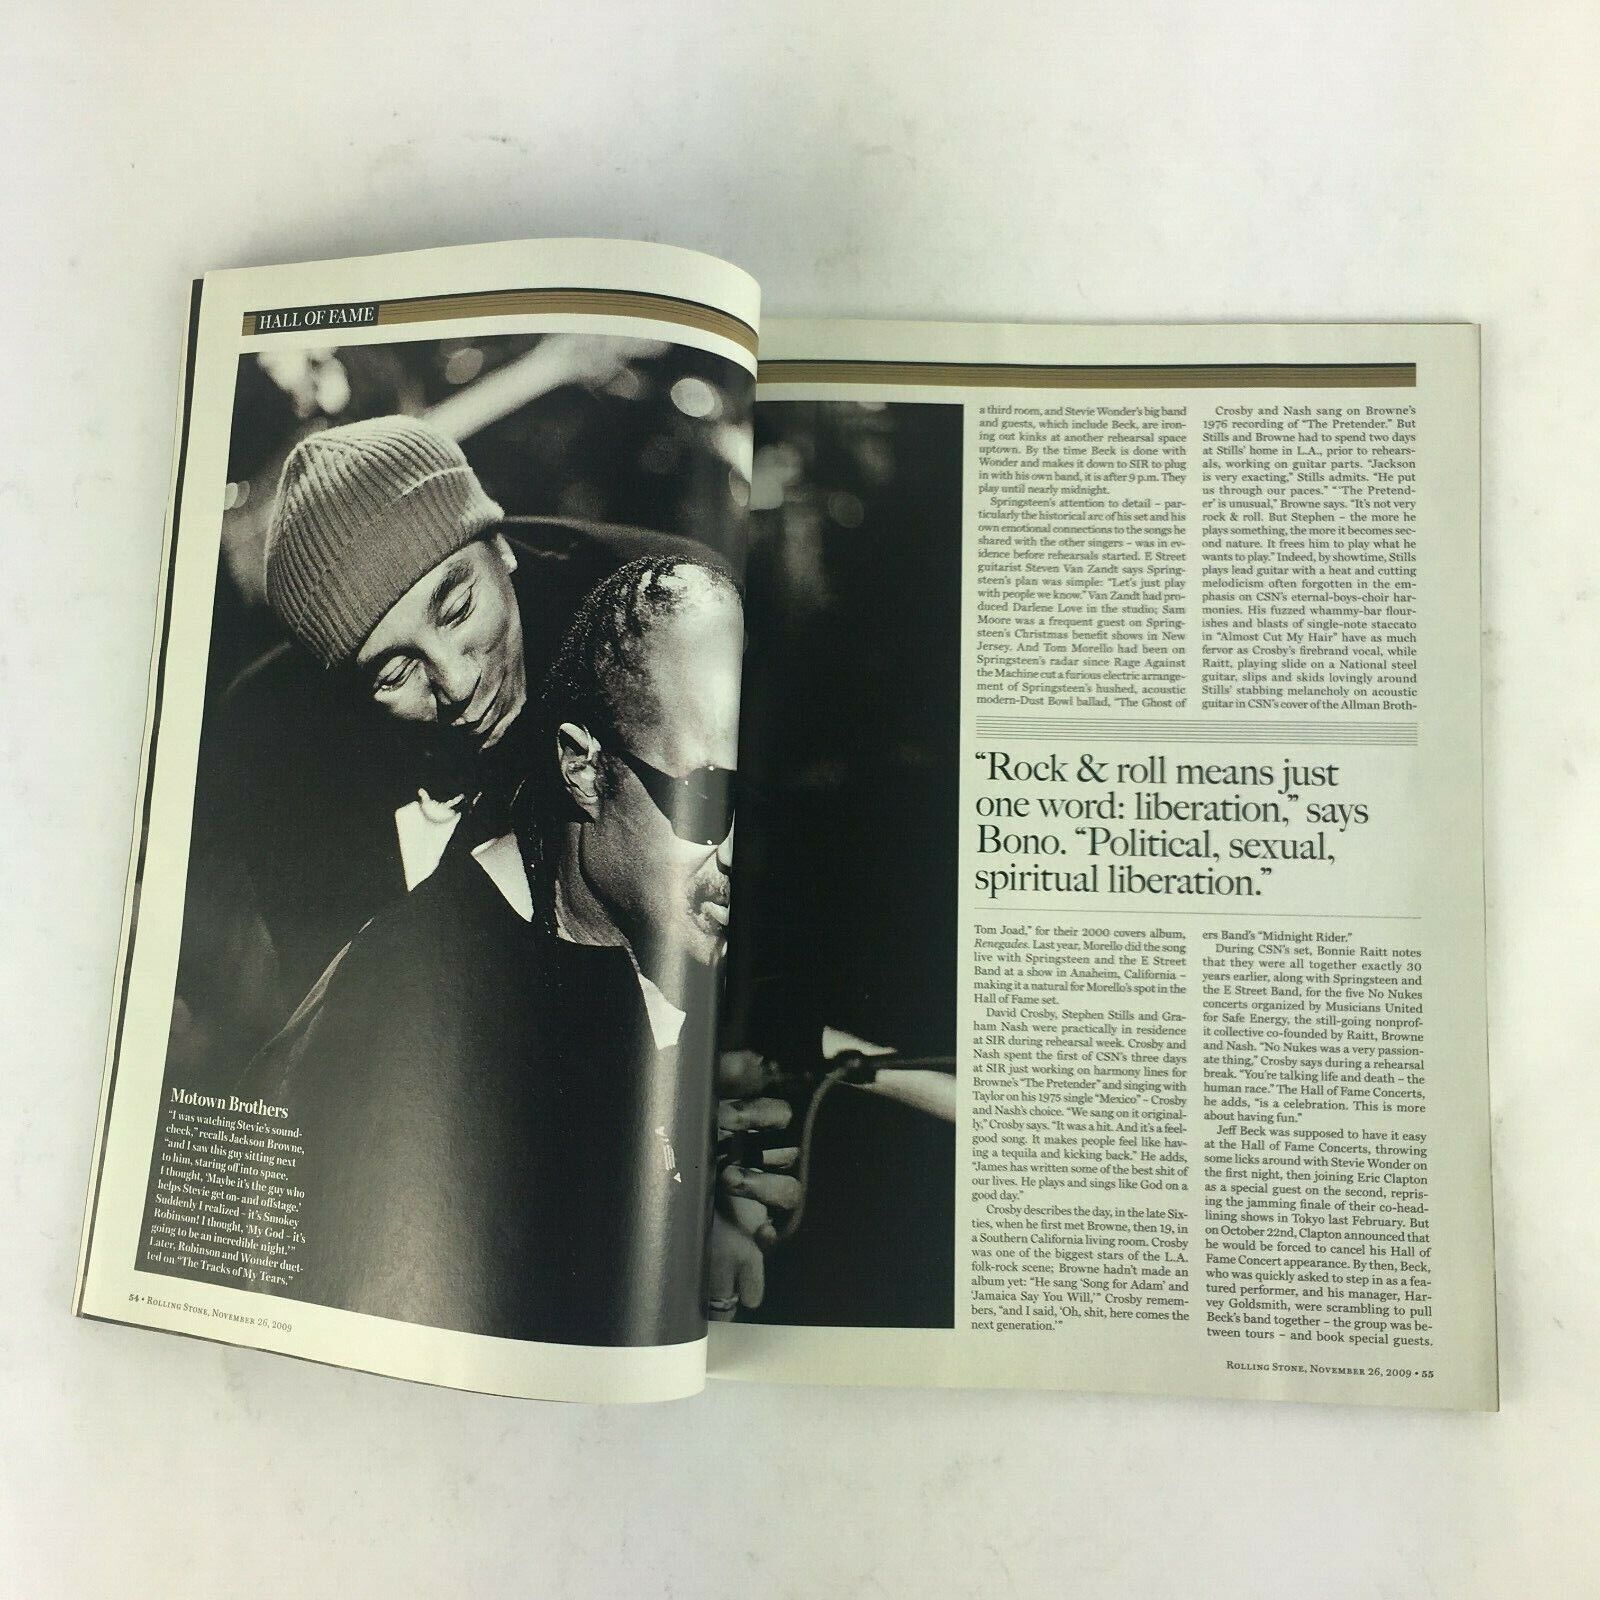 HALL OF FAME
Motown Brothers
"I was watching Stevie's sound-
check," recalls Jackson Browne,
"and I saw this guy sitting next
to him, staring off into space.
I thought, 'Maybe it's the guy who
helps Stevie get on- and offstage.'
Suddenly I realized – it's Smokey
Robinson! I thought, 'My God – it's
going to be an incredible night.'"
Later, Robinson and Wonder duet-
ted on "The Tracks of My Tears."
54 • ROLLING STONE, NOVEMBER 26, 2009
a third room, and Stevie Wonder's big band
and guests, which include Beck, are iron-
ing out kinks at another rehearsal space
uptown. By the time Beck is done with
Wonder and makes it down to SIR to plug
in with his own band, it is after 9 p.m. They
play until nearly midnight.
Springsteen's attention to detail – par-
ticularly the historical arc of his set and his
own emotional connections to the songs he
shared with the other singers – was in ev-
idence before rehearsals started. E Street
guitarist Steven Van Zandt says Spring-
steen's plan was simple: "Let's just play
with people we know." Van Zandt had pro-
duced Darlene Love in the studio; Sam
Moore was a frequent guest on Spring-
steen's Christmas benefit shows in New
Jersey. And Tom Morello had been on
Springsteen's radar since Rage Against
the Machine cut a furious electric arrange-
ment of Springsteen's hushed, acoustic
modern-Dust Bowl ballad, "The Ghost of
Crosby and Nash sang on Browne's
1976 recording of "The Pretender." But
Stills and Browne had to spend two days
at Stills' home in L.A., prior to rehears-
als, working on guitar parts. "Jackson
is very exacting," Stills admits. "He put
us through our paces." "'The Pretend-
er' is unusual," Browne says. "It's not very
rock & roll. But Stephen – the more he
plays something, the more it becomes sec-
ond nature. It frees him to play what he
wants to play." Indeed, by showtime, Stills
plays lead guitar with a heat and cutting
melodicism often forgotten in the em-
phasis on CSN's eternal-boys-choir har-
monies. His fuzzed whammy-bar flour-
ishes and blasts of single-note staccato
in "Almost Cut My Hair" have as much
fervor as Crosby's firebrand vocal, while
Raitt, playing slide on a National steel
guitar, slips and skids lovingly around
Stills' stabbing melancholy on acoustic
guitar in CSN's cover of the Allman Broth-
"Rock & roll means just
one word: liberation," says
Bono. "Political, sexual,
spiritual liberation."
Tom Joad," for their 2000 covers album,
Renegades. Last year, Morello did the song
live with Springsteen and the E Street
Band at a show in Anaheim, California –
making it a natural for Morello's spot in the
Hall of Fame set.
David Crosby, Stephen Stills and Gra-
ham Nash were practically in residence
at SIR during rehearsal week. Crosby and
Nash spent the first of CSN's three days
at SIR just working on harmony lines for
Browne's "The Pretender" and singing with
Taylor on his 1975 single "Mexico" – Crosby
and Nash's choice. "We sang on it original-
ly," Crosby says. "It was a hit. And it's a feel-
good song. It makes people feel like hav-
ing a tequila and kicking back." He adds,
"James has written some of the best shit of
our lives. He plays and sings like God on a
good day."
Crosby describes the day, in the late Six-
ties, when he first met Browne, then 19, in
a Southern California living room. Crosby
was one of the biggest stars of the L.A.
folk-rock scene; Browne hadn't made an
album yet: "He sang 'Song for Adam' and
'Jamaica Say You Will,'" Crosby remem-
bers, "and I said, 'Oh, shit, here comes the
next generation.'"
ers Band's "Midnight Rider."
During CSN's set, Bonnie Raitt notes
that they were all together exactly 30
years earlier, along with Springsteen and
the E Street Band, for the five No Nukes
concerts organized by Musicians United
for Safe Energy, the still-going nonprof-
it collective co-founded by Raitt, Browne
and Nash. "No Nukes was a very passion-
ate thing," Crosby says during a rehearsal
break. "You're talking life and death – the
human race." The Hall of Fame Concerts,
he adds, "is a celebration. This is more
about having fun."
Jeff Beck was supposed to have it easy
at the Hall of Fame Concerts, throwing
some licks around with Stevie Wonder on
the first night, then joining Eric Clapton
as a special guest on the second, repris-
ing the jamming finale of their co-head-
lining shows in Tokyo last February. But
on October 22nd, Clapton announced that
he would be forced to cancel his Hall of
Fame Concert appearance. By then, Beck,
who was quickly asked to step in as a fea-
tured performer, and his manager, Har-
vey Goldsmith, were scrambling to pull
Beck's band together – the group was be-
tween tours – and book special guests.
ROLLING STONE, NOVEMBER 26, 2009 • 55